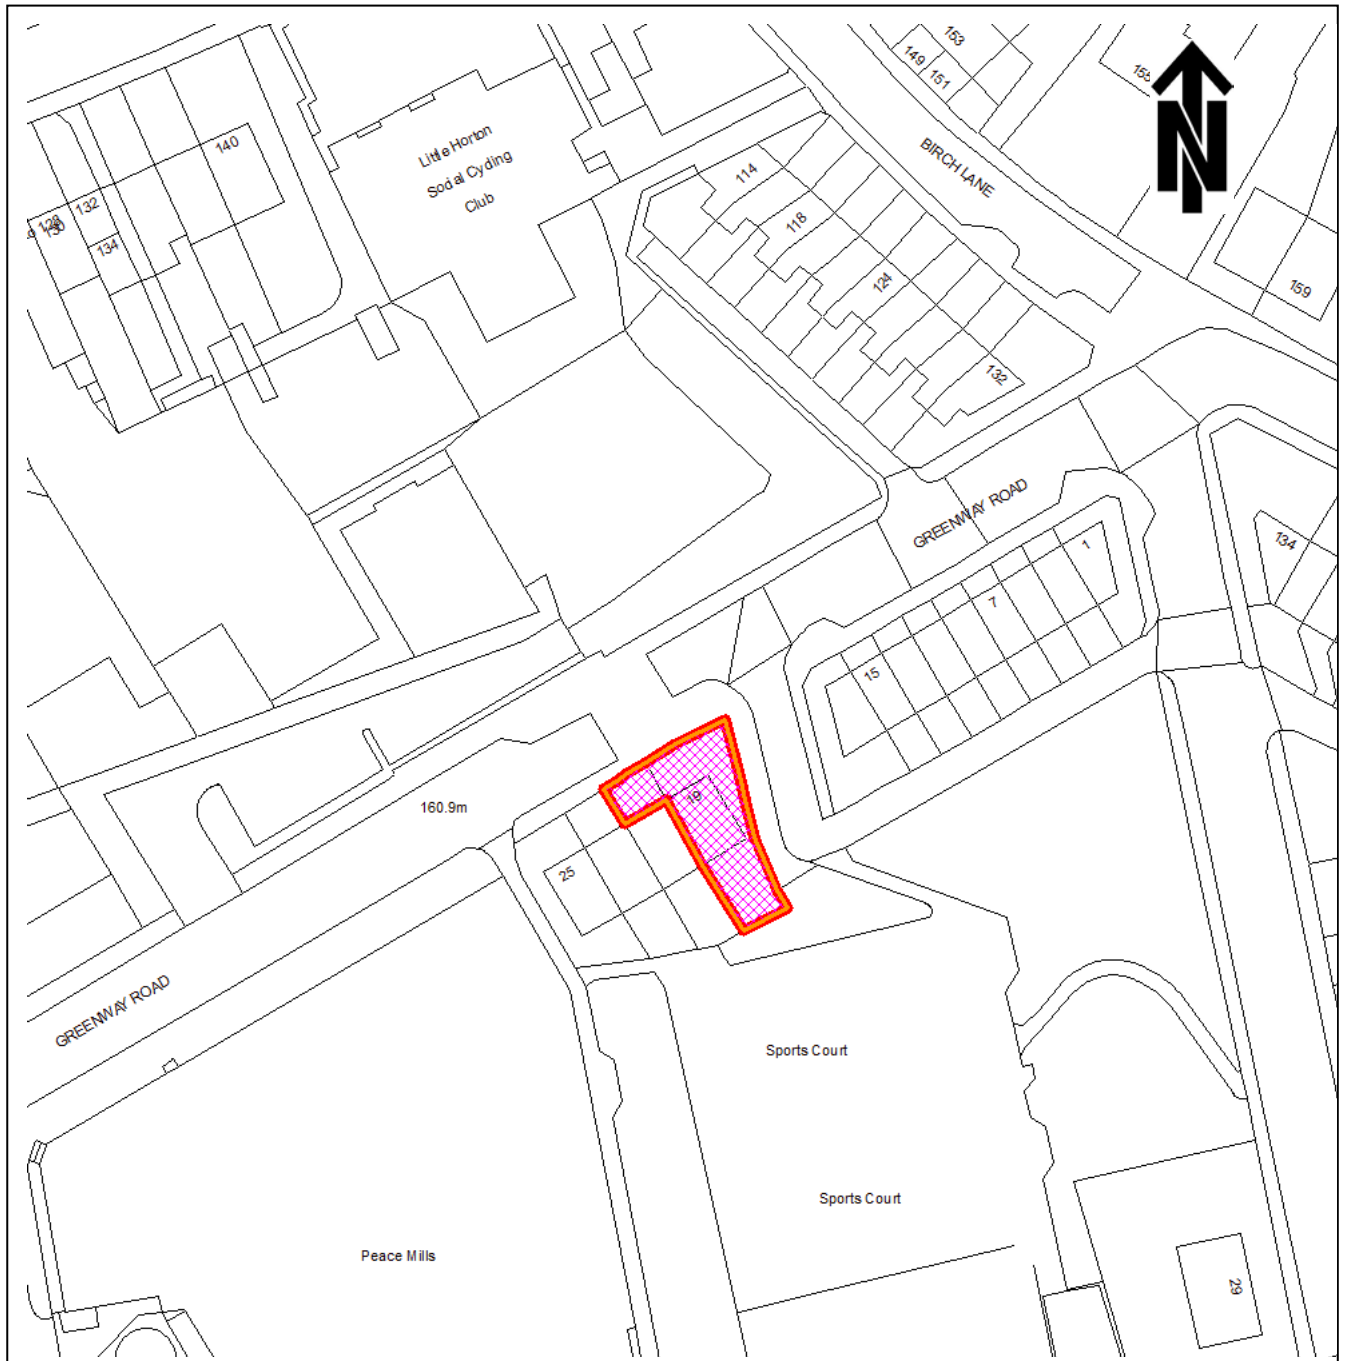 153
149
151
155
N
BIRCH LANE
140
Little Horton
Social Cycling
Club
114
118
124
132
159
132
128
130
134
GREENWAY ROAD
1
7
15
134
19
25
160.9m
GREENWAY ROAD
Sports Court
Sports Court
Peace Mills
29